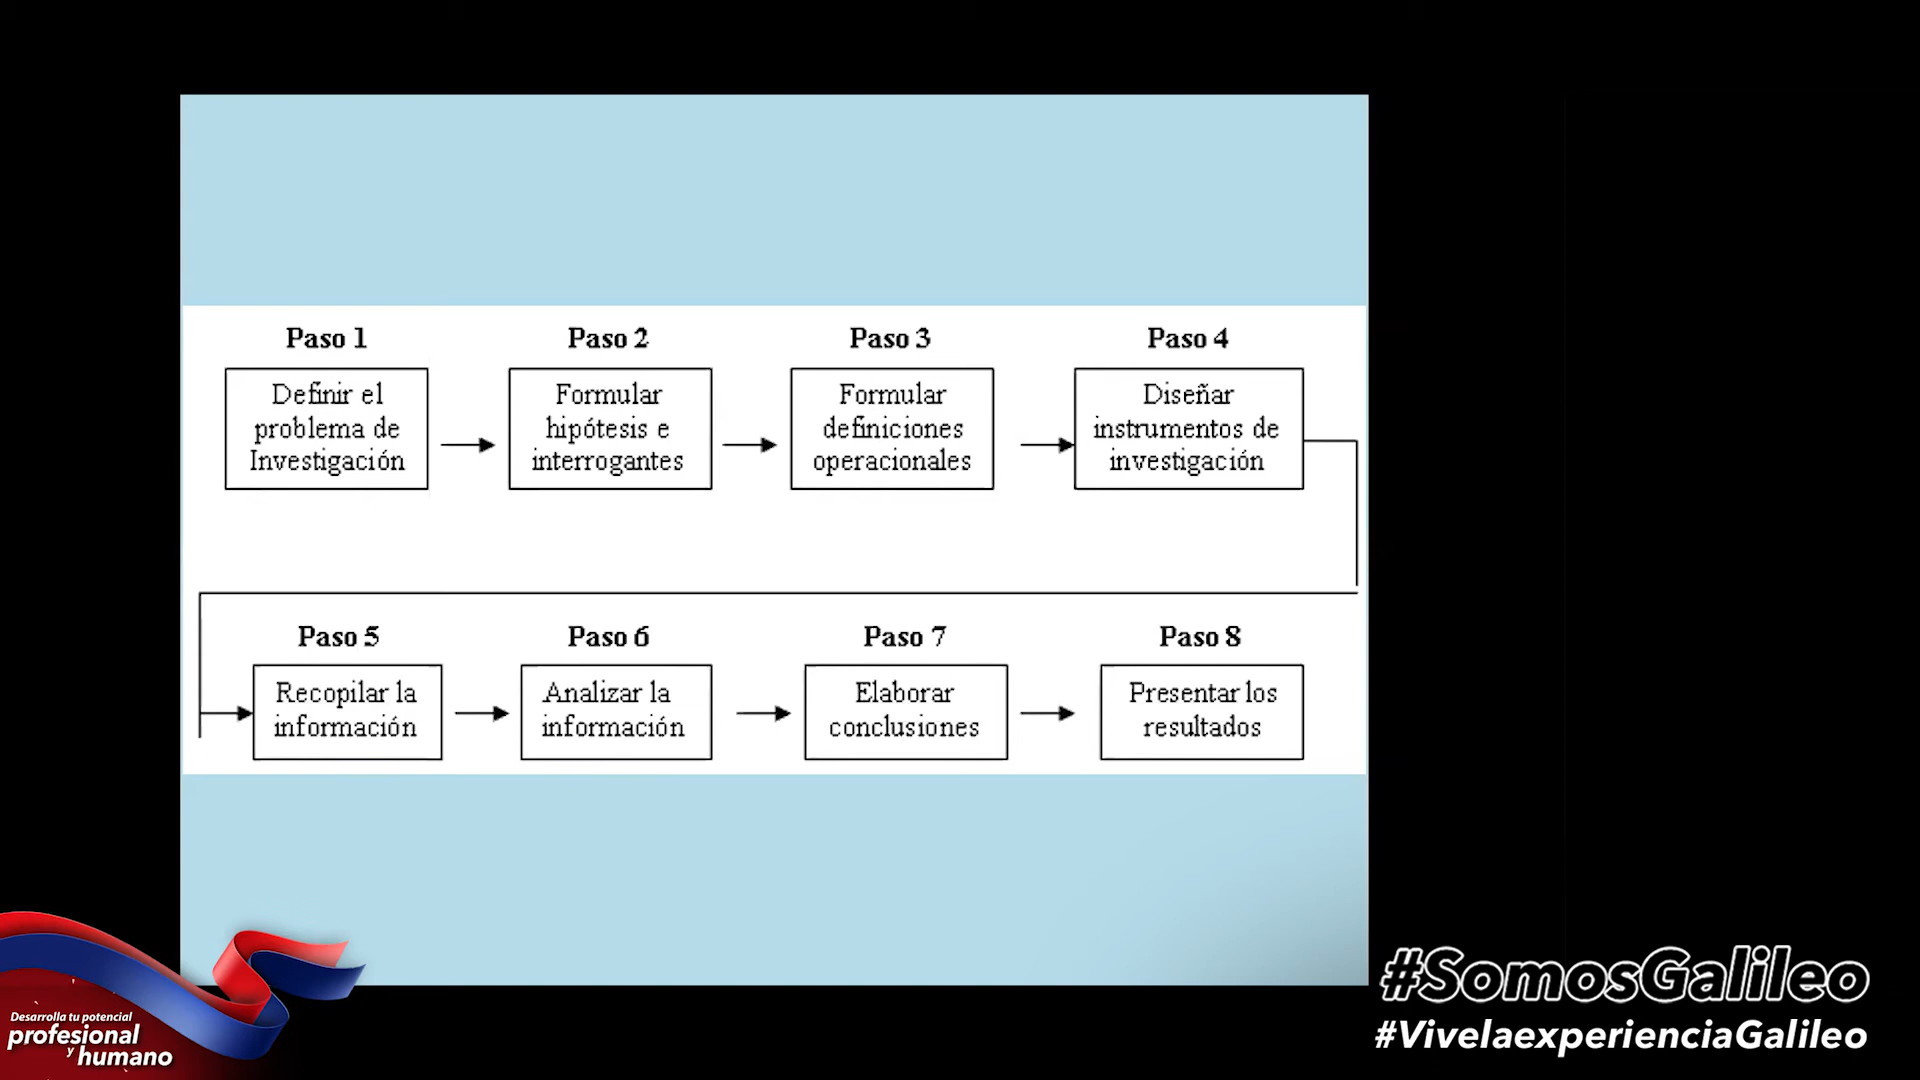 Paso 1
Definir el
problema de
Investigación
Paso 2
Formular
hipótesis e
interrogantes
Paso 3
Formular
definiciones
operacionales
Paso 4
Diseñar
instrumentos de
investigación
Paso 5
Recopilar la
información
Paso 6
Analizar la
información
Paso 7
Elaborar
conclusiones
Paso 8
Presentar los
resultados
Desarrolla tu potencial
profesional
y humano
#SomosGalileo
#VivelaexperienciaGalileo